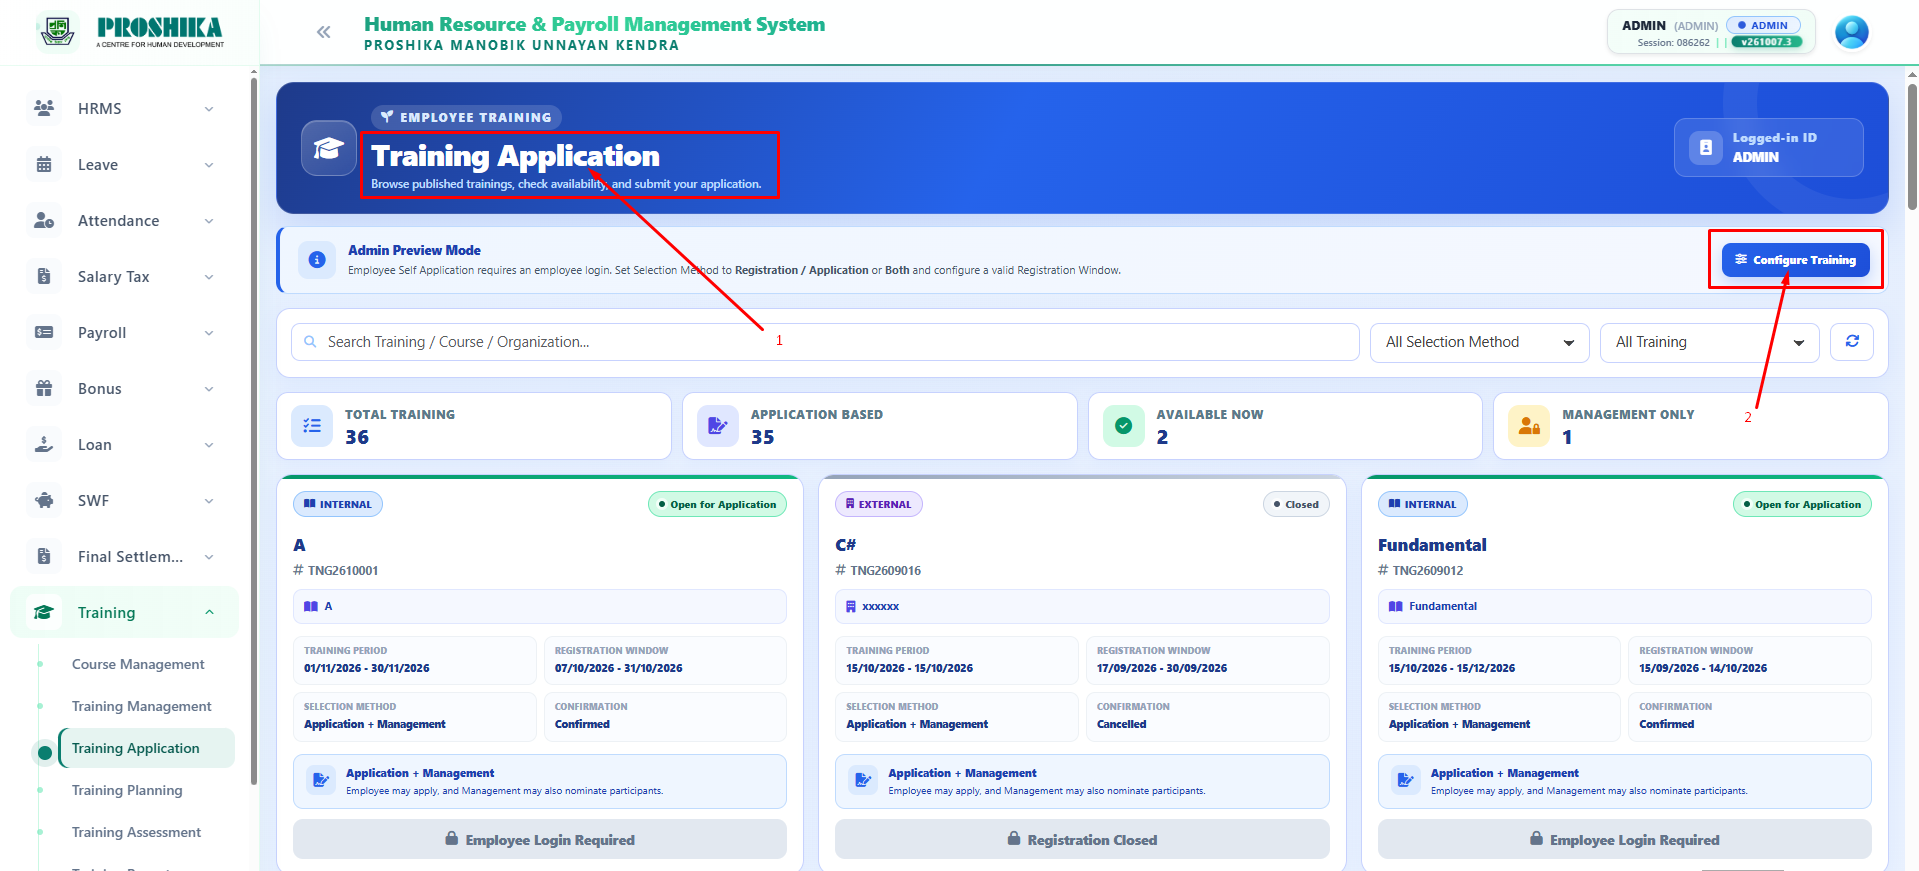 PROSHIKA
A CENTRE FOR HUMAN DEVELOPMENT
Human Resource & Payroll Management System
PROSHIKA MANOBIK UNNAYAN KENDRA
ADMIN (ADMIN) ADMIN
Session: 086262 | | v261007.3
HRMS
Leave
Attendance
Salary Tax
Payroll
Bonus
Loan
SWF
Final Settlem...
Training
Course Management
Training Management
Training Application
Training Planning
Training Assessment
EMPLOYEE TRAINING
Training Application
Browse published trainings, check availability, and submit your application.
Logged-in ID
ADMIN
Admin Preview Mode
Employee Self Application requires an employee login. Set Selection Method to Registration / Application or Both and configure a valid Registration Window.
Configure Training
Search Training / Course / Organization...
1
All Selection Method
All Training
2
TOTAL TRAINING
36
APPLICATION BASED
35
AVAILABLE NOW
2
MANAGEMENT ONLY
1
INTERNAL
Open for Application
A
# TNG2610001
A
TRAINING PERIOD
01/11/2026 - 30/11/2026
REGISTRATION WINDOW
07/10/2026 - 31/10/2026
SELECTION METHOD
Application + Management
CONFIRMATION
Confirmed
Application + Management
Employee may apply, and Management may also nominate participants.
Employee Login Required
EXTERNAL
Closed
C#
# TNG2609016
xxxxxx
TRAINING PERIOD
15/10/2026 - 15/10/2026
REGISTRATION WINDOW
17/09/2026 - 30/09/2026
SELECTION METHOD
Application + Management
CONFIRMATION
Cancelled
Application + Management
Employee may apply, and Management may also nominate participants.
Registration Closed
INTERNAL
Open for Application
Fundamental
# TNG2609012
Fundamental
TRAINING PERIOD
15/10/2026 - 15/12/2026
REGISTRATION WINDOW
15/09/2026 - 14/10/2026
SELECTION METHOD
Application + Management
CONFIRMATION
Confirmed
Application + Management
Employee may apply, and Management may also nominate participants.
Employee Login Required